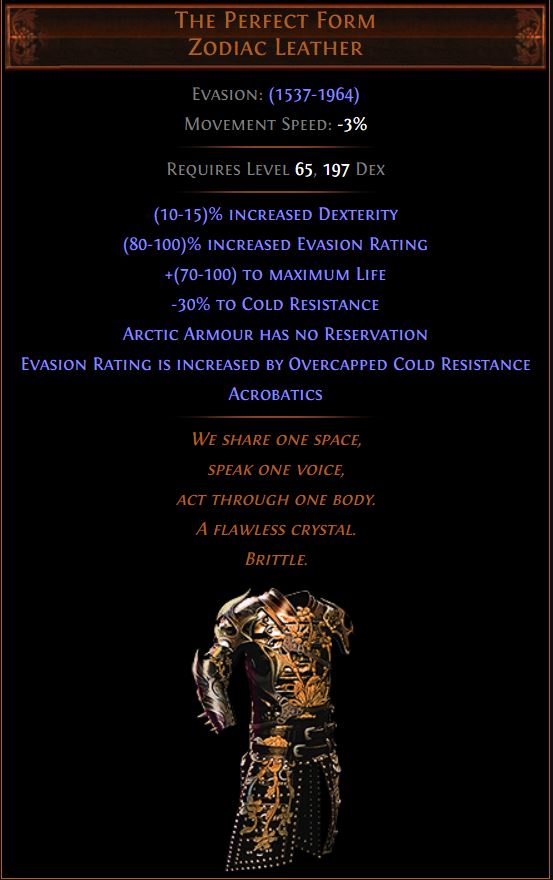 The Perfect Form
Zodiac Leather
Evasion: (1537-1964)
Movement Speed: -3%
Requires Level 65, 197 Dex
(10-15)% increased Dexterity
(80-100)% increased Evasion Rating
+(70-100) to maximum Life
-30% to Cold Resistance
Arctic Armour has no Reservation
Evasion Rating is increased by Overcapped Cold Resistance
Acrobatics
We share one space,
speak one voice,
act through one body.
A flawless crystal.
Brittle.